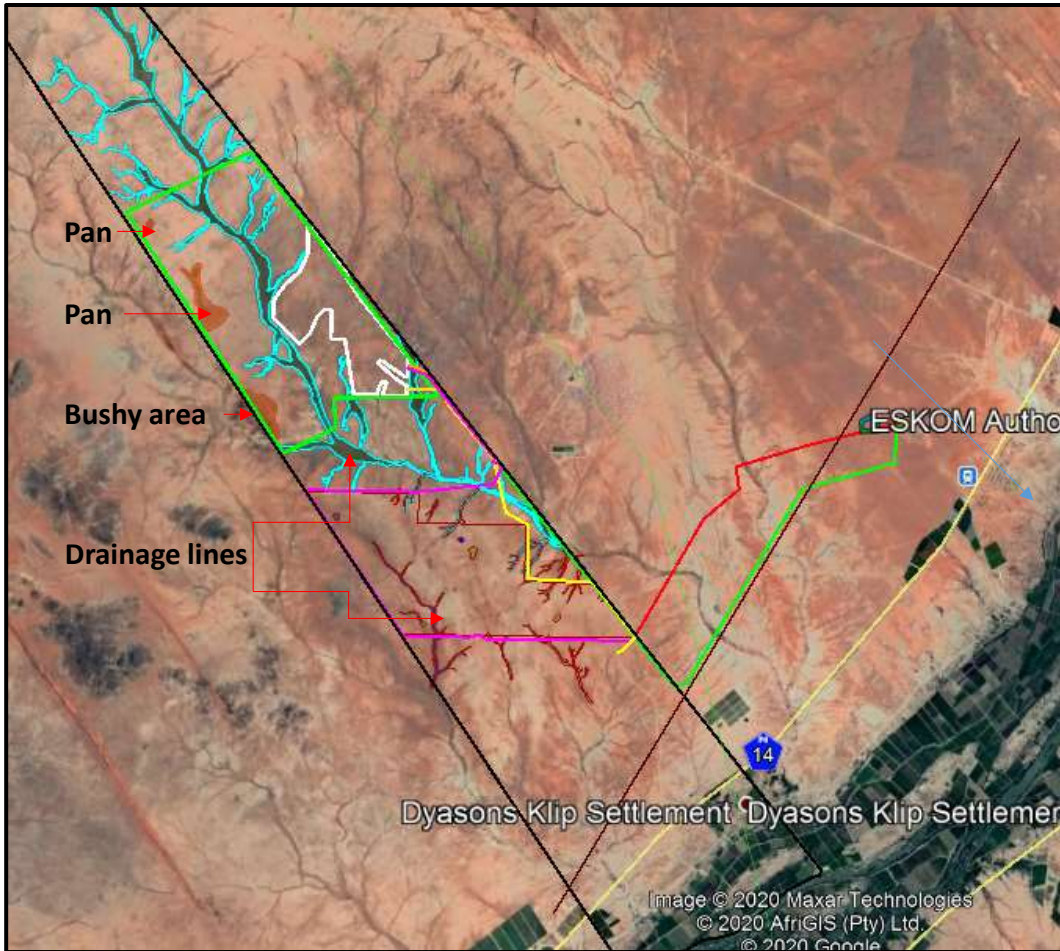 Pan
Pan
Bushy area
ESKOM Autho
Drainage lines
N
14
Dyasons Klip Settlement
Dyasons Klip Settlemen
Image © 2020 Maxar Technologies
© 2020 AfriGIS (Pty) Ltd.
© 2020 Google